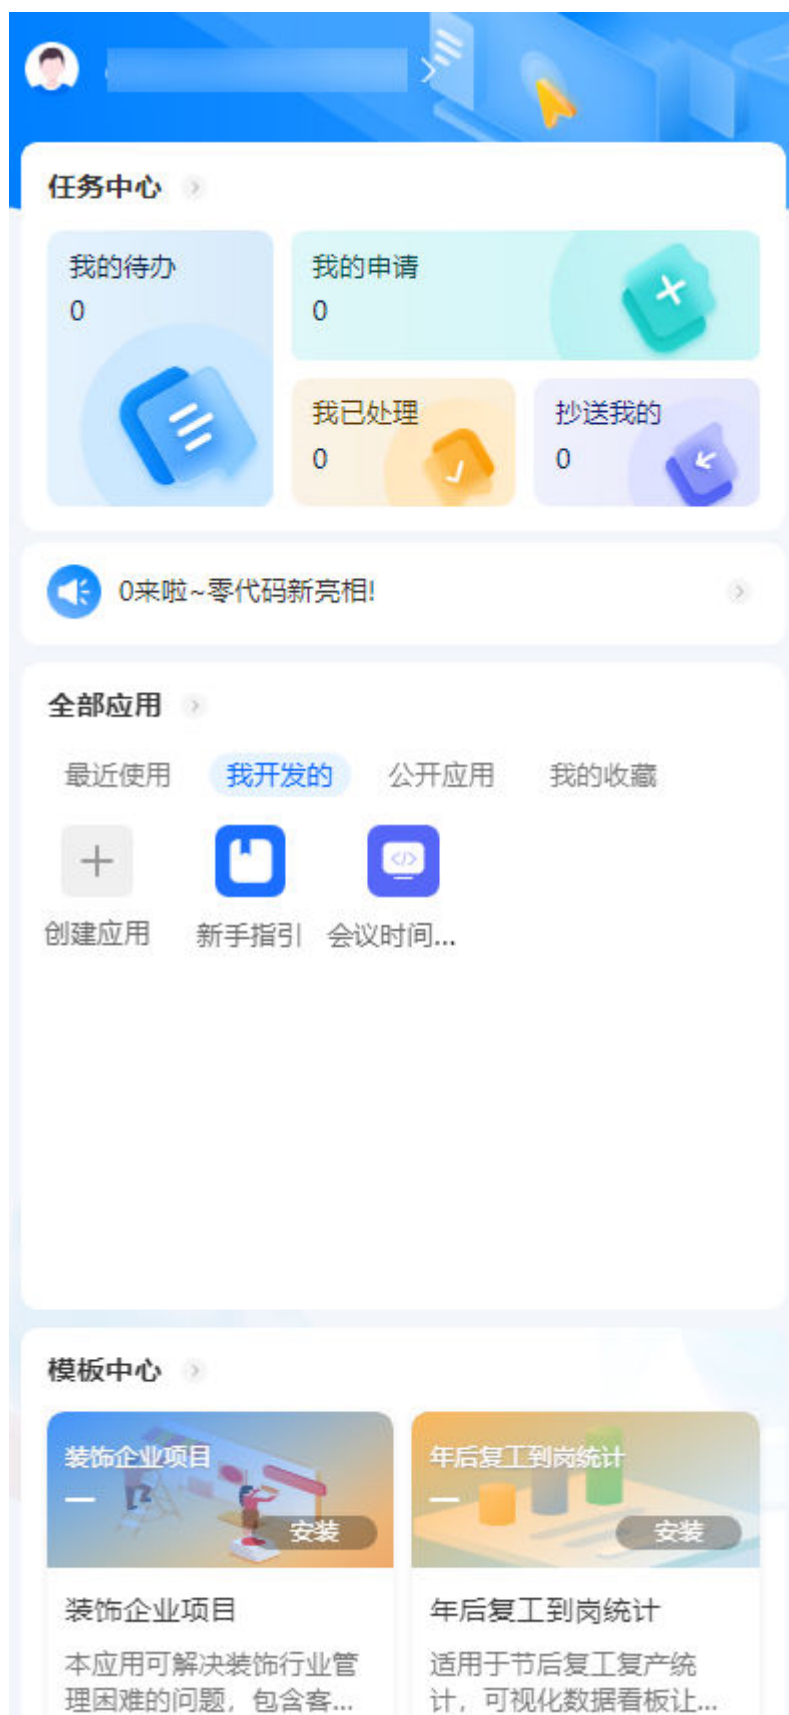 任务中心
我的待办
0
我的申请
0
我已处理
0
抄送我的
0
0来啦~零代码新亮相!
全部应用
最近使用 我开发的 公开应用 我的收藏
创建应用 新手指引 会议时间...
模板中心
装饰企业项目
安装
装饰企业项目
本应用可解决装饰行业管
理困难的问题，包含客...
年后复工到岗统计
安装
年后复工到岗统计
适用于节后复工复产统
计，可视化数据看板让...